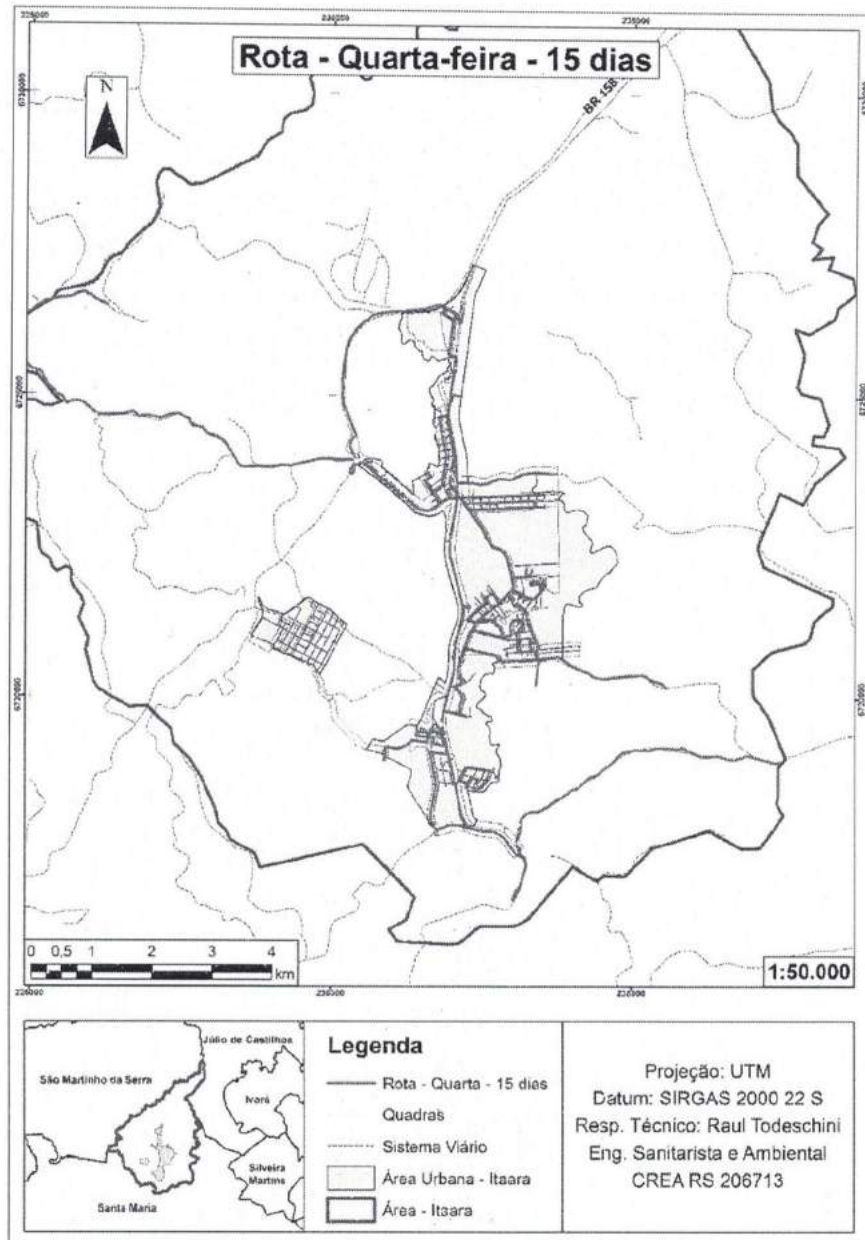 Rota - Quarta-feira - 15 dias
N
BR 158
0 0,5 1 2 3 4
km
1:50.000
Júlio de Castilhos
São Martinho da Serra
Ivorá
Silveira
Martins
Santa Maria
Legenda
Rota - Quarta - 15 dias
Quadras
Sistema Viário
Área Urbana - Itaara
Área - Itaara
Projeção: UTM
Datum: SIRGAS 2000 22 S
Resp. Técnico: Raul Todeschini
Eng. Sanitarista e Ambiental
CREA RS 206713